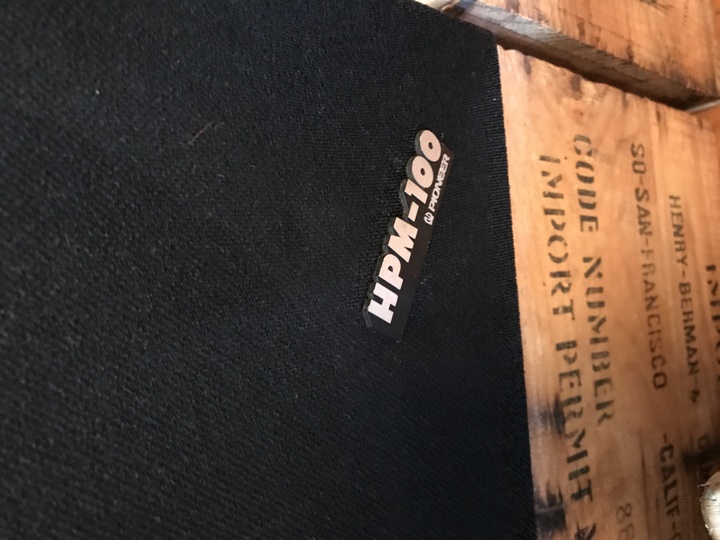 HPM-100
PIONEER
HENRY-BERMAN-&
SO-SAN-FRANCISCO -CALIF-
CODE NUMBER
IMPORT PERMIT